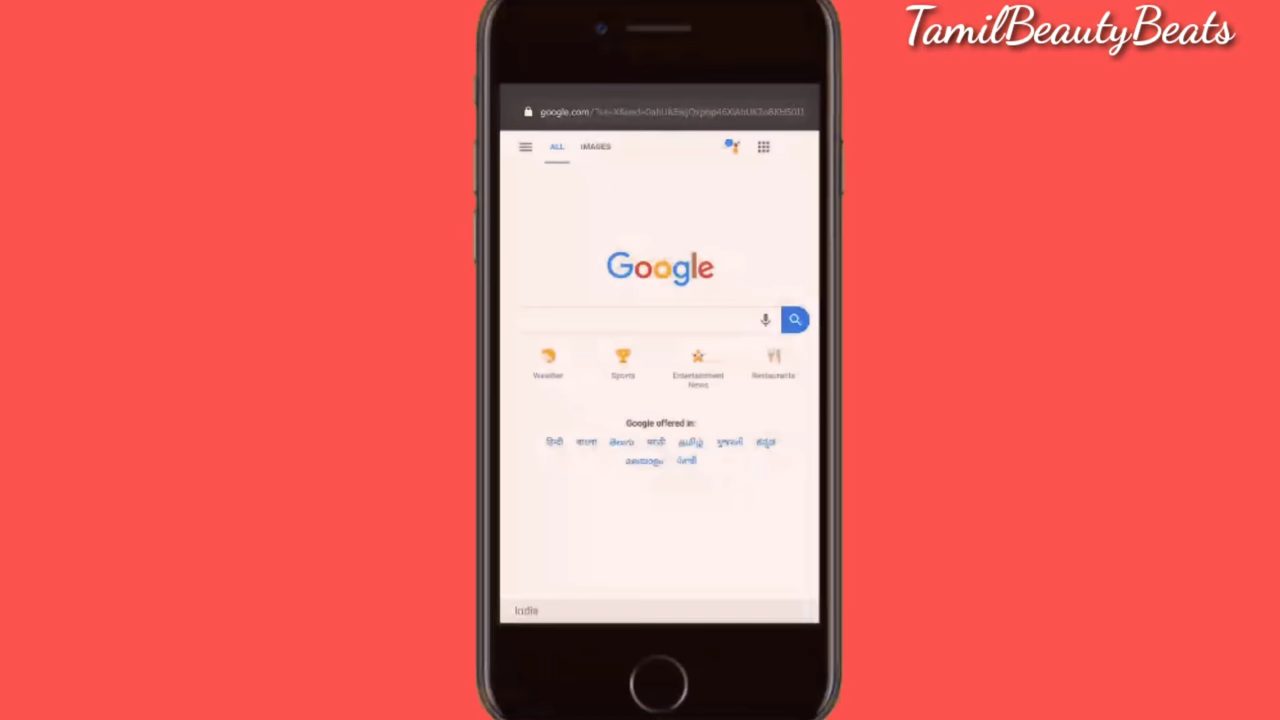 TamilBeautyBeats
google.com
ALL IMAGES
Google
Weather Sports Entertainment News Restaurants
Google offered in:
हिन्दी বাংলা తెలుగు मराठी தமிழ் ગુજરાતી ಕನ್ನಡ
മലയാളം ਪੰਜਾਬੀ
India